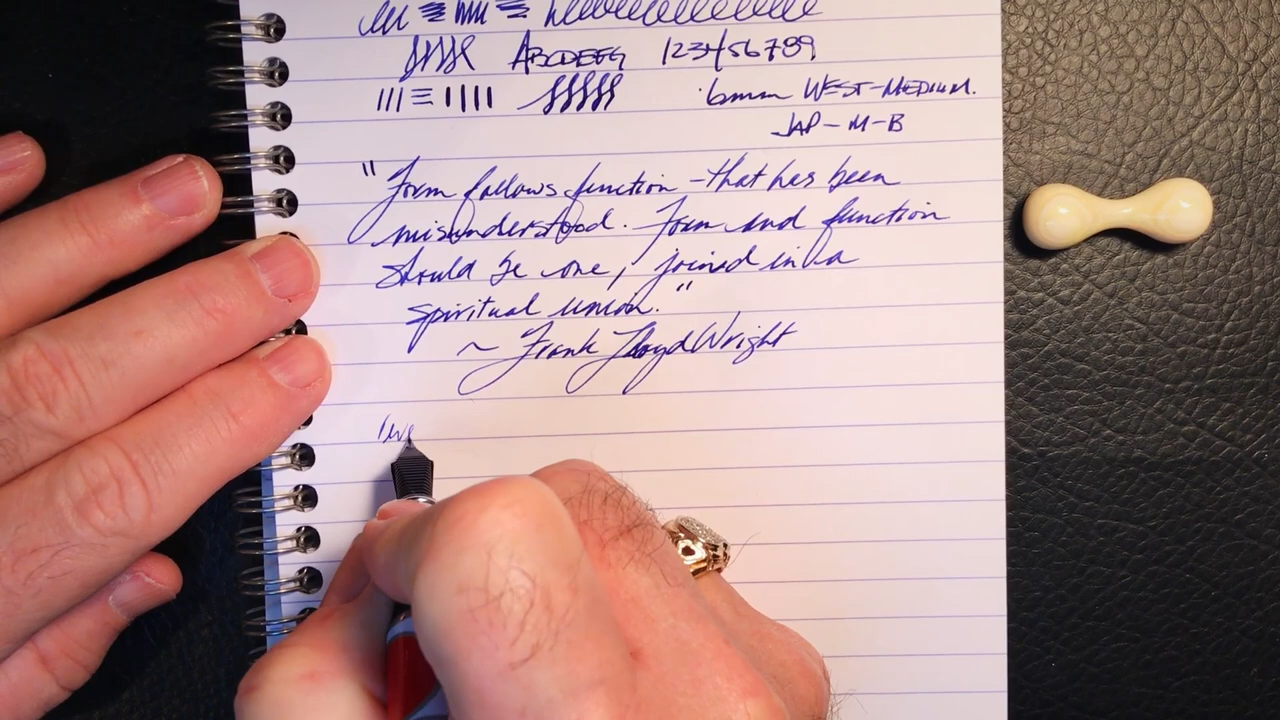 ABCDEFG 123456789
.6mm WEST-MEDIUM.
JAP-M-B
"Form follows function - that has been
misunderstood. Form and function
should be one, joined in a
spiritual union."
~ Frank Lloyd Wright